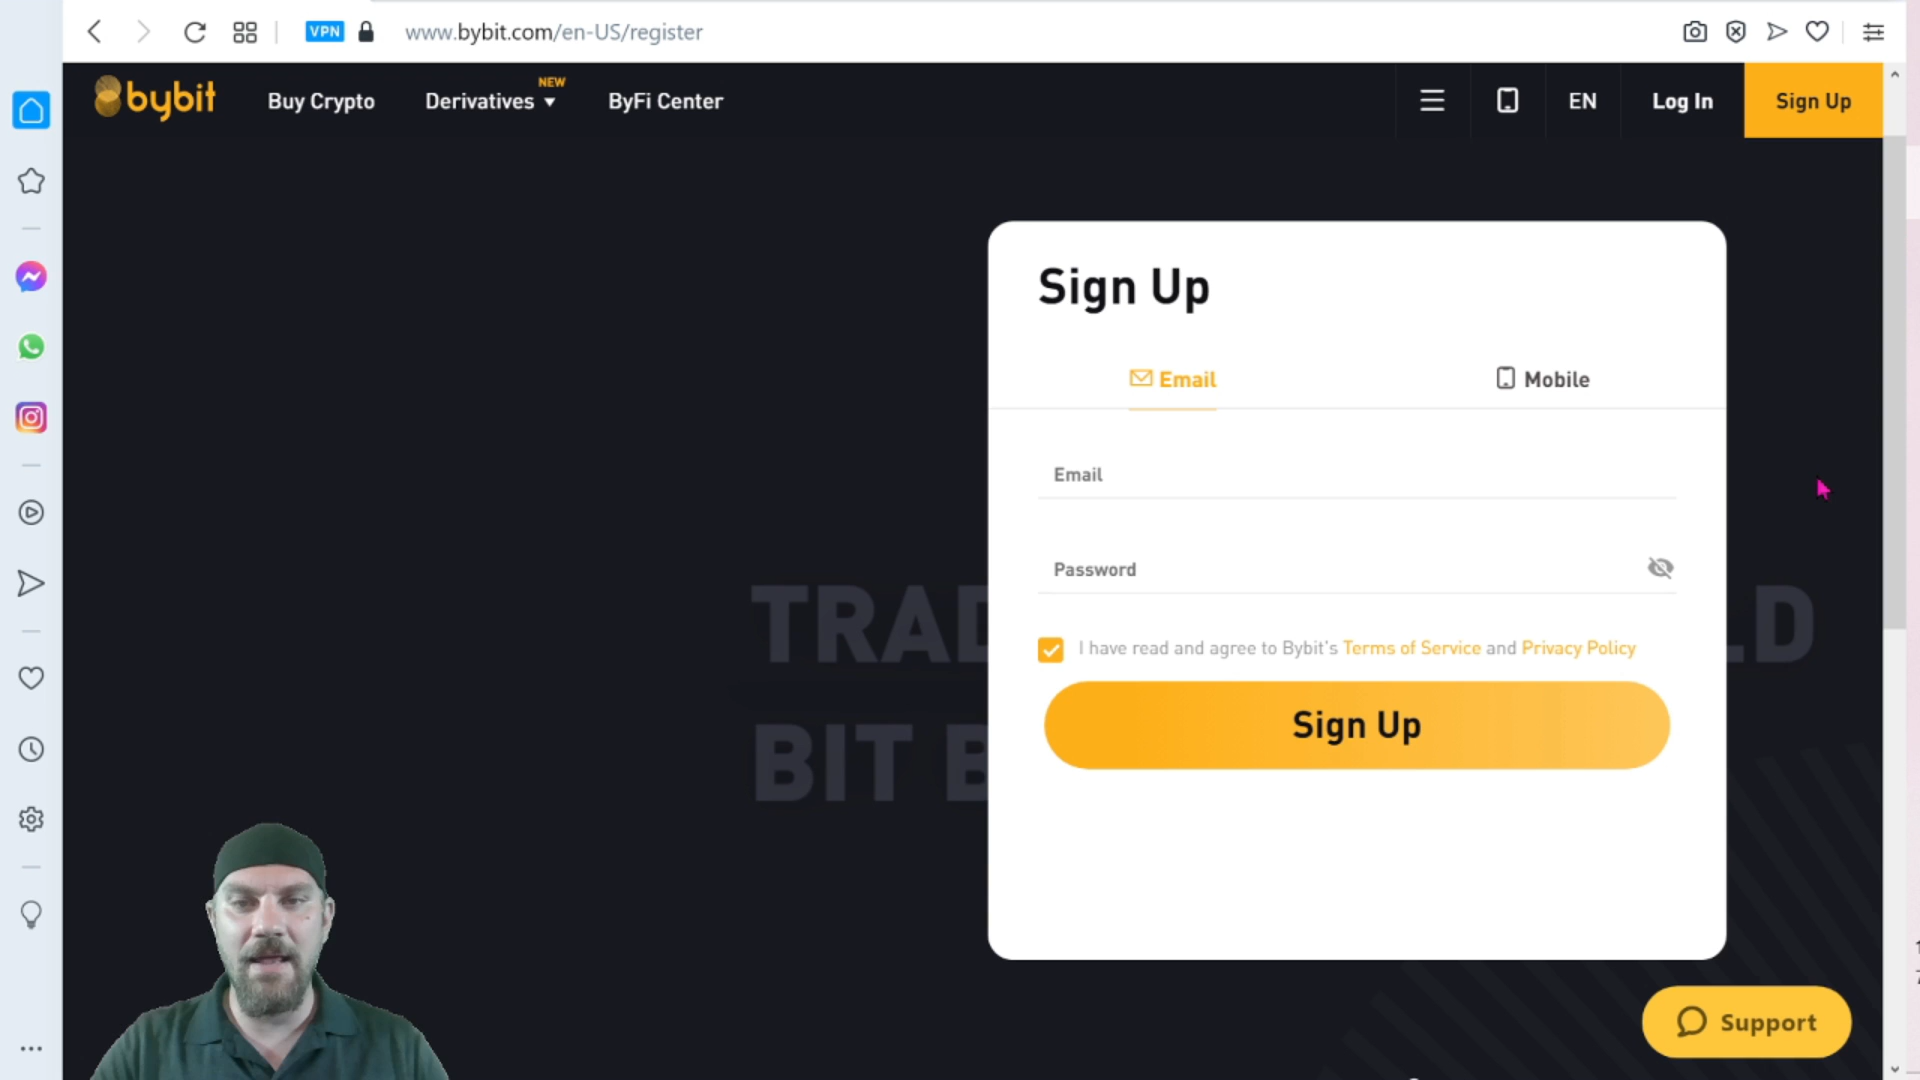 VPN
www.bybit.com/en-US/register
bybit
Buy Crypto
Derivatives
NEW
ByFi Center
EN
Log In
Sign Up
Sign Up
Email
Mobile
Email
Password
I have read and agree to Bybit's Terms of Service and Privacy Policy
Sign Up
TRAD
LD
BIT
Support